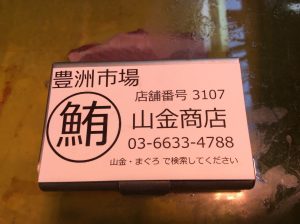 豊洲市場
店舗番号 3107
鮪
山金商店
03-6633-4788
山金・まぐろ で検索してください